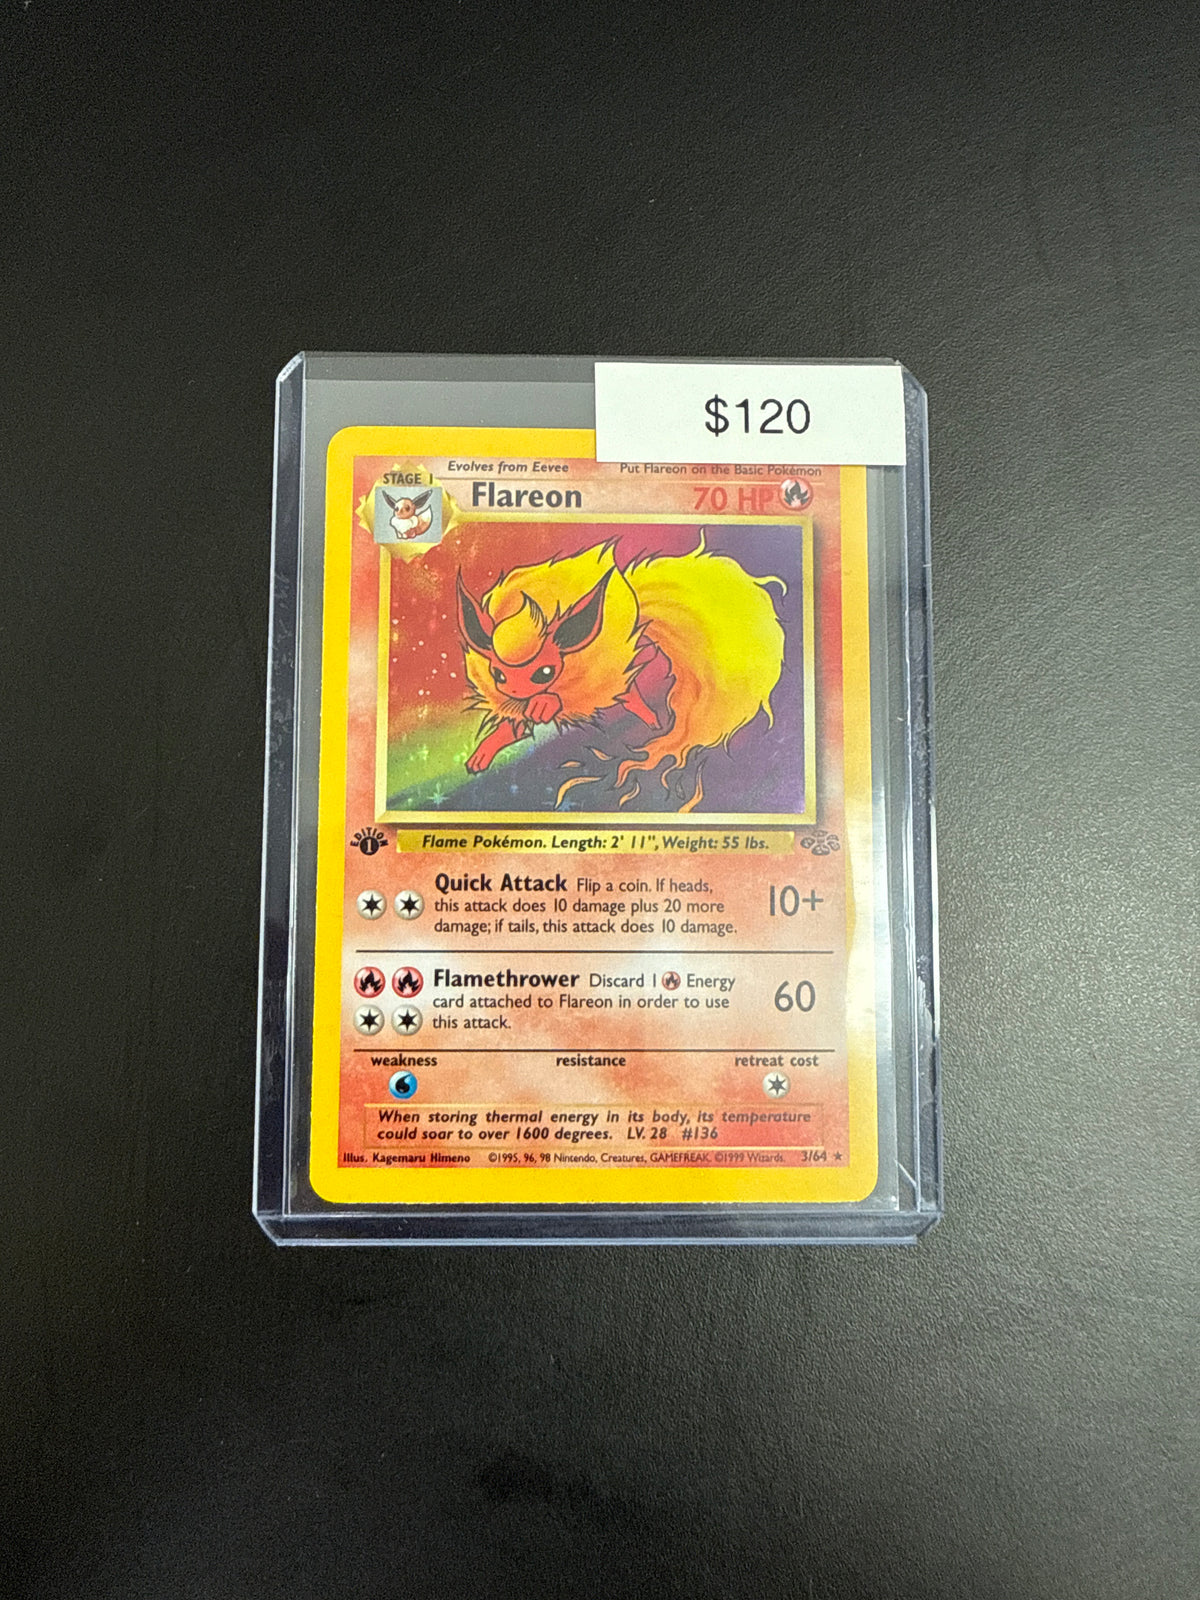 $120
Evolves from Eevee Put Flareon on the Basic Pokémon
STAGE 1
Flareon 70 HP
EDITION 1
Flame Pokémon. Length: 2' 11", Weight: 55 lbs.
Quick Attack Flip a coin. If heads,
this attack does 10 damage plus 20 more
damage; if tails, this attack does 10 damage.
10+
Flamethrower Discard 1 Energy
card attached to Flareon in order to use
this attack.
60
weakness resistance retreat cost
When storing thermal energy in its body, its temperature
could soar to over 1600 degrees. LV. 28 #136
Illus. Kagemaru Himeno ©1995, 96, 98 Nintendo, Creatures, GAMEFREAK. ©1999 Wizards. 3/64 ★